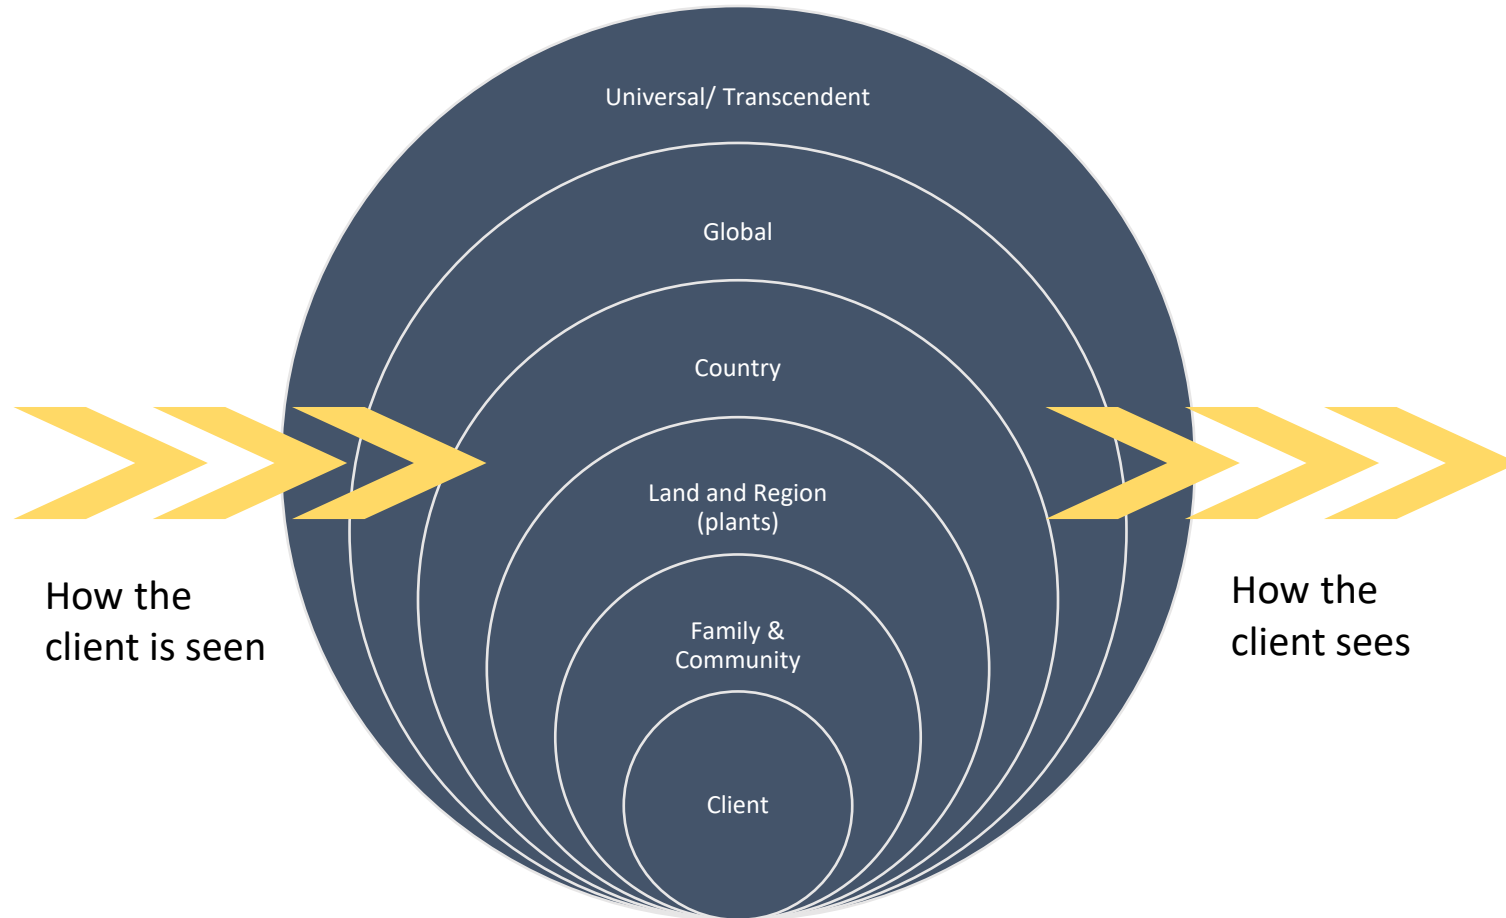 Universal/ Transcendent
Global
Country
Land and Region
(plants)
Family &
Community
Client
How the
client is seen
How the
client sees